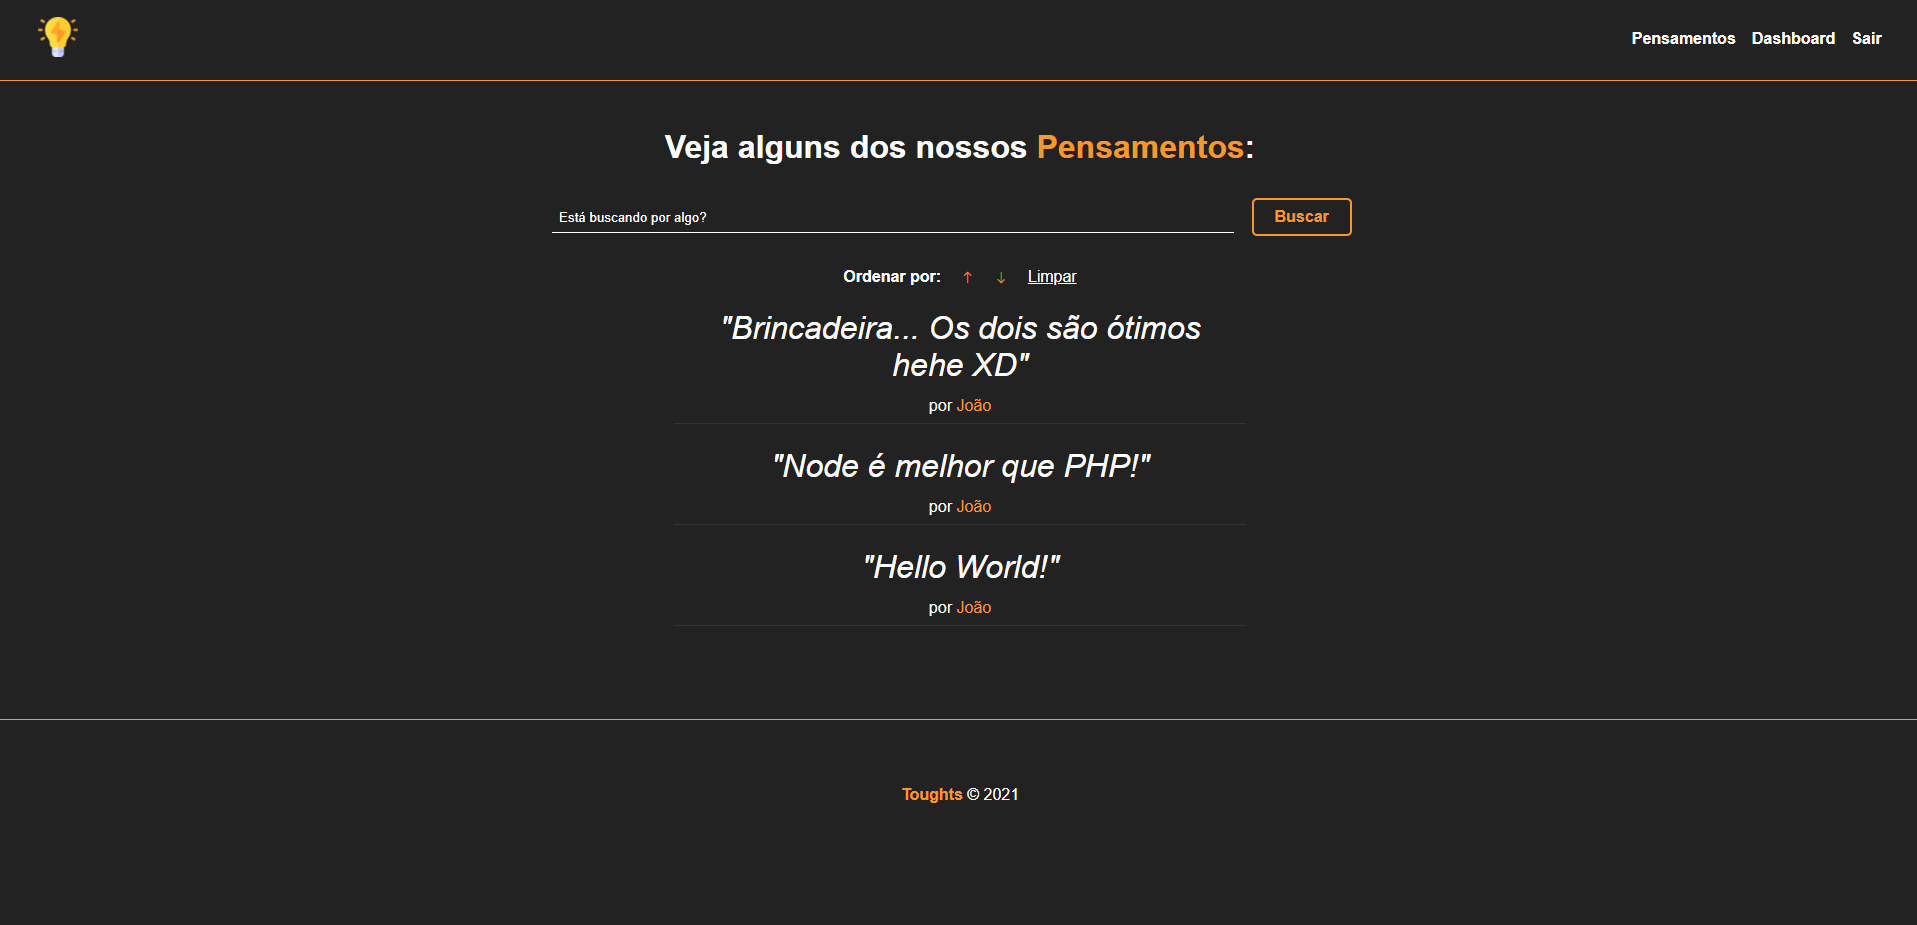 Pensamentos Dashboard Sair
Veja alguns dos nossos Pensamentos:
Está buscando por algo?
Buscar
Ordenar por: ↑ ↓ Limpar
"Brincadeira... Os dois são ótimos
hehe XD"
por João
"Node é melhor que PHP!"
por João
"Hello World!"
por João
Toughts © 2021